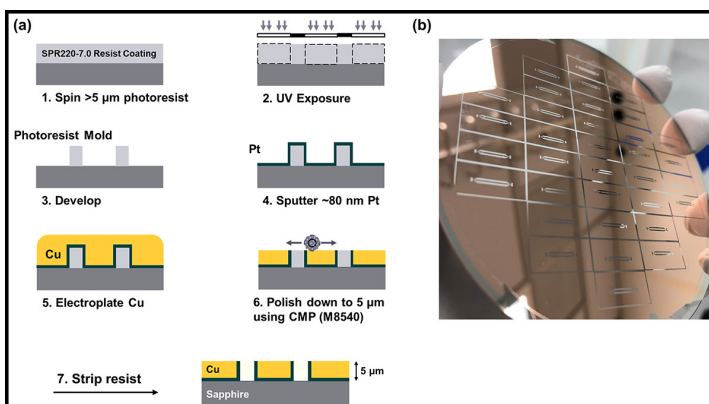 (a)
SPR220-7.0 Resist Coating
1. Spin >5 µm photoresist
2. UV Exposure
Photoresist Mold
3. Develop
Pt
4. Sputter ~80 nm Pt
Cu
5. Electroplate Cu
6. Polish down to 5 µm
using CMP (M8540)
7. Strip resist
Cu
5 µm
Sapphire
(b)